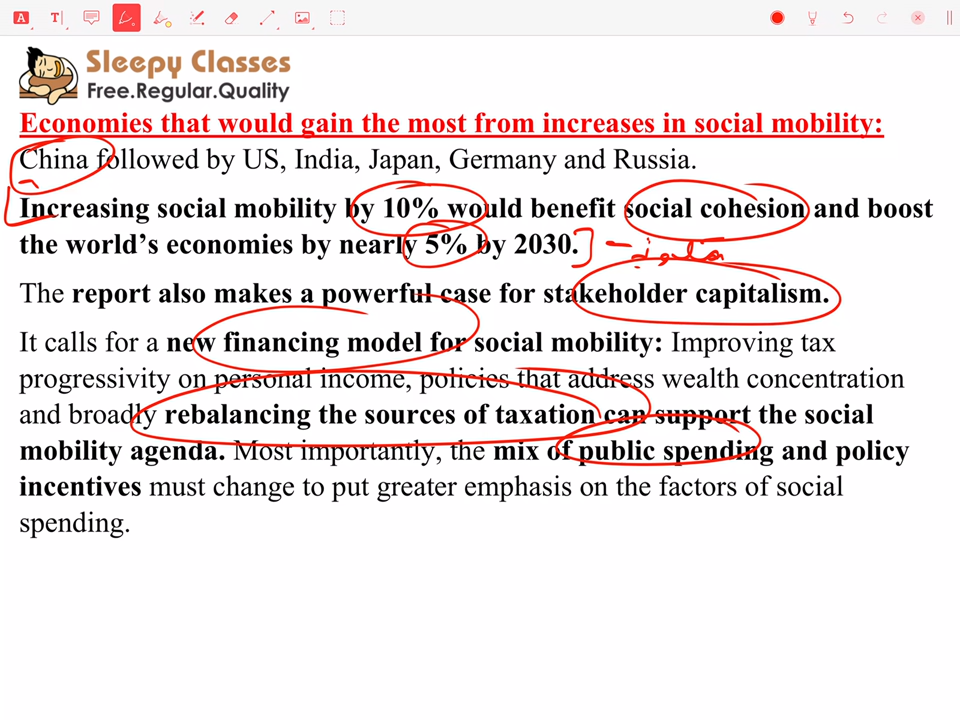 Sleepy Classes
Free.Regular.Quality
Economies that would gain the most from increases in social mobility:
China followed by US, India, Japan, Germany and Russia.
Increasing social mobility by 10% would benefit social cohesion and boost
the world’s economies by nearly 5% by 2030.
The report also makes a powerful case for stakeholder capitalism.
It calls for a new financing model for social mobility: Improving tax
progressivity on personal income, policies that address wealth concentration
and broadly rebalancing the sources of taxation can support the social
mobility agenda. Most importantly, the mix of public spending and policy
incentives must change to put greater emphasis on the factors of social
spending.